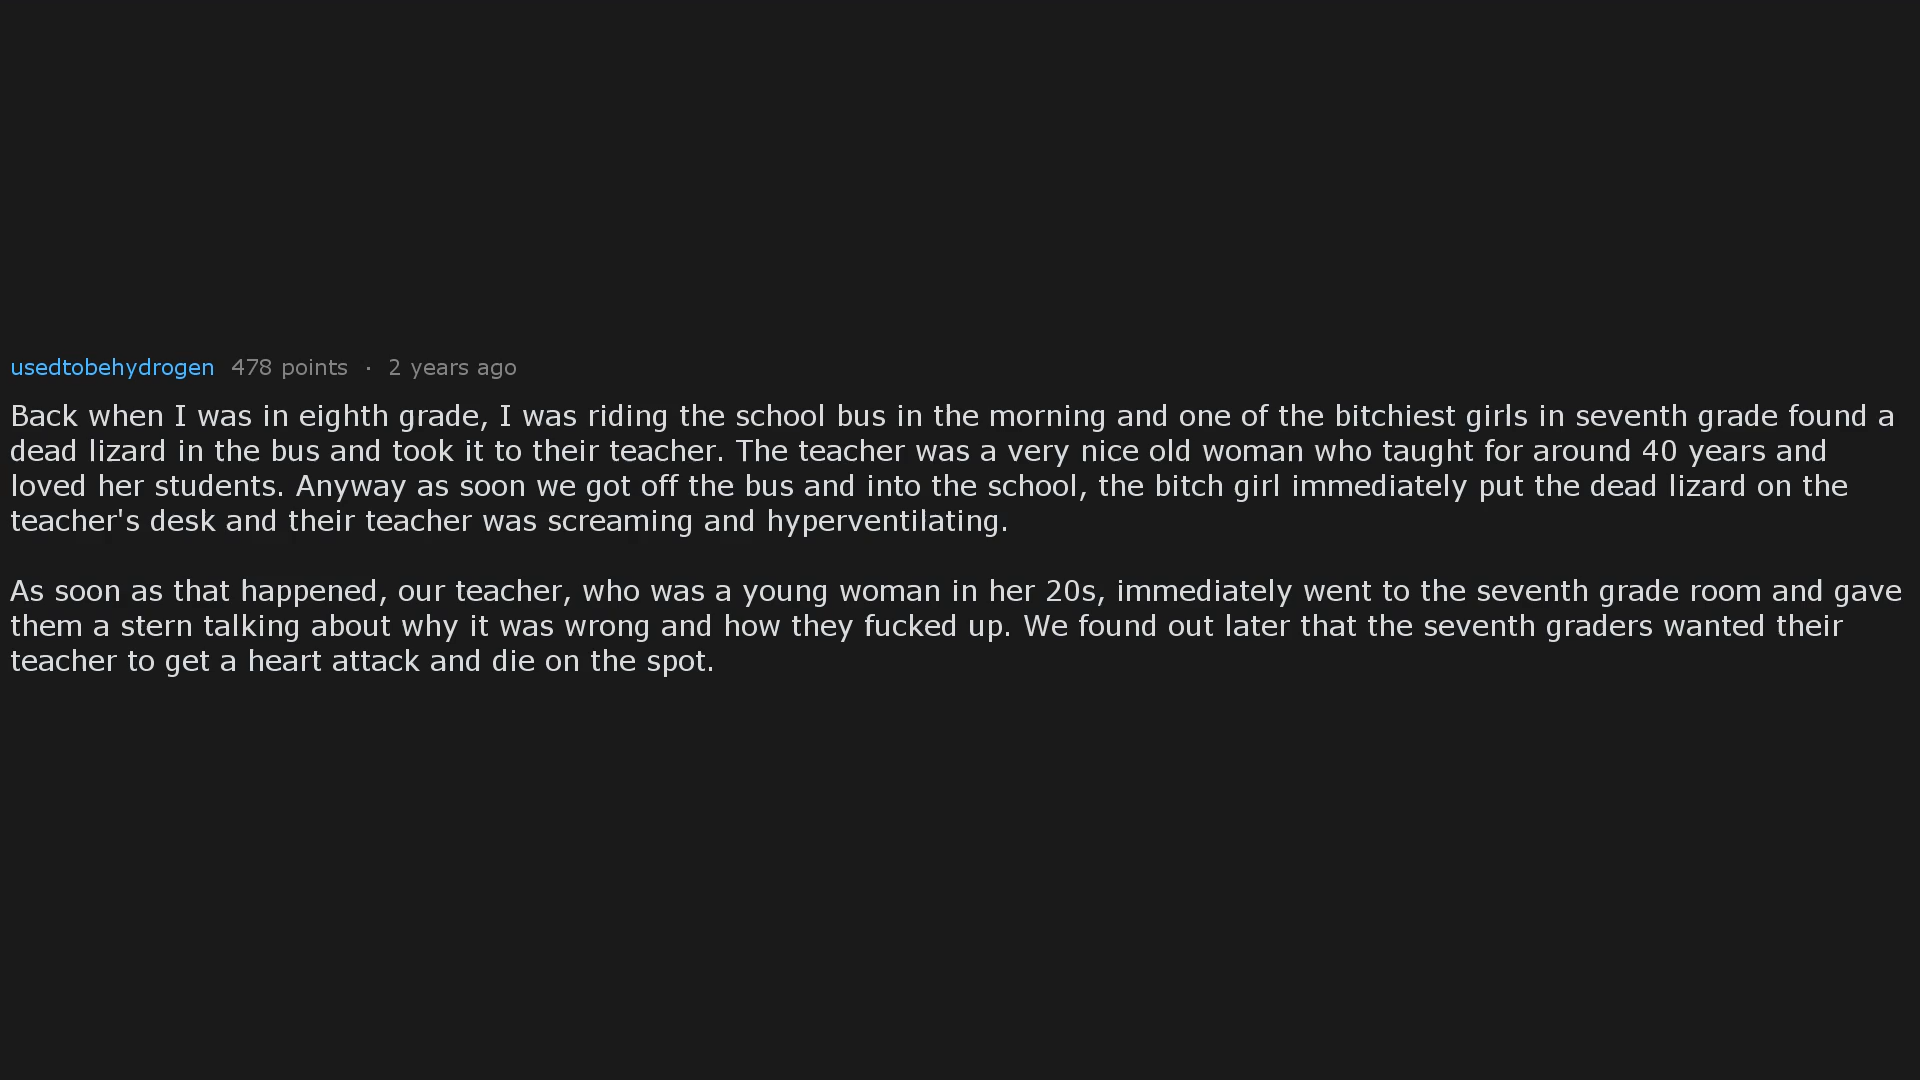 usedtobehydrogen 478 points · 2 years ago
Back when I was in eighth grade, I was riding the school bus in the morning and one of the bitchiest girls in seventh grade found a
dead lizard in the bus and took it to their teacher. The teacher was a very nice old woman who taught for around 40 years and
loved her students. Anyway as soon we got off the bus and into the school, the bitch girl immediately put the dead lizard on the
teacher's desk and their teacher was screaming and hyperventilating.
As soon as that happened, our teacher, who was a young woman in her 20s, immediately went to the seventh grade room and gave
them a stern talking about why it was wrong and how they fucked up. We found out later that the seventh graders wanted their
teacher to get a heart attack and die on the spot.